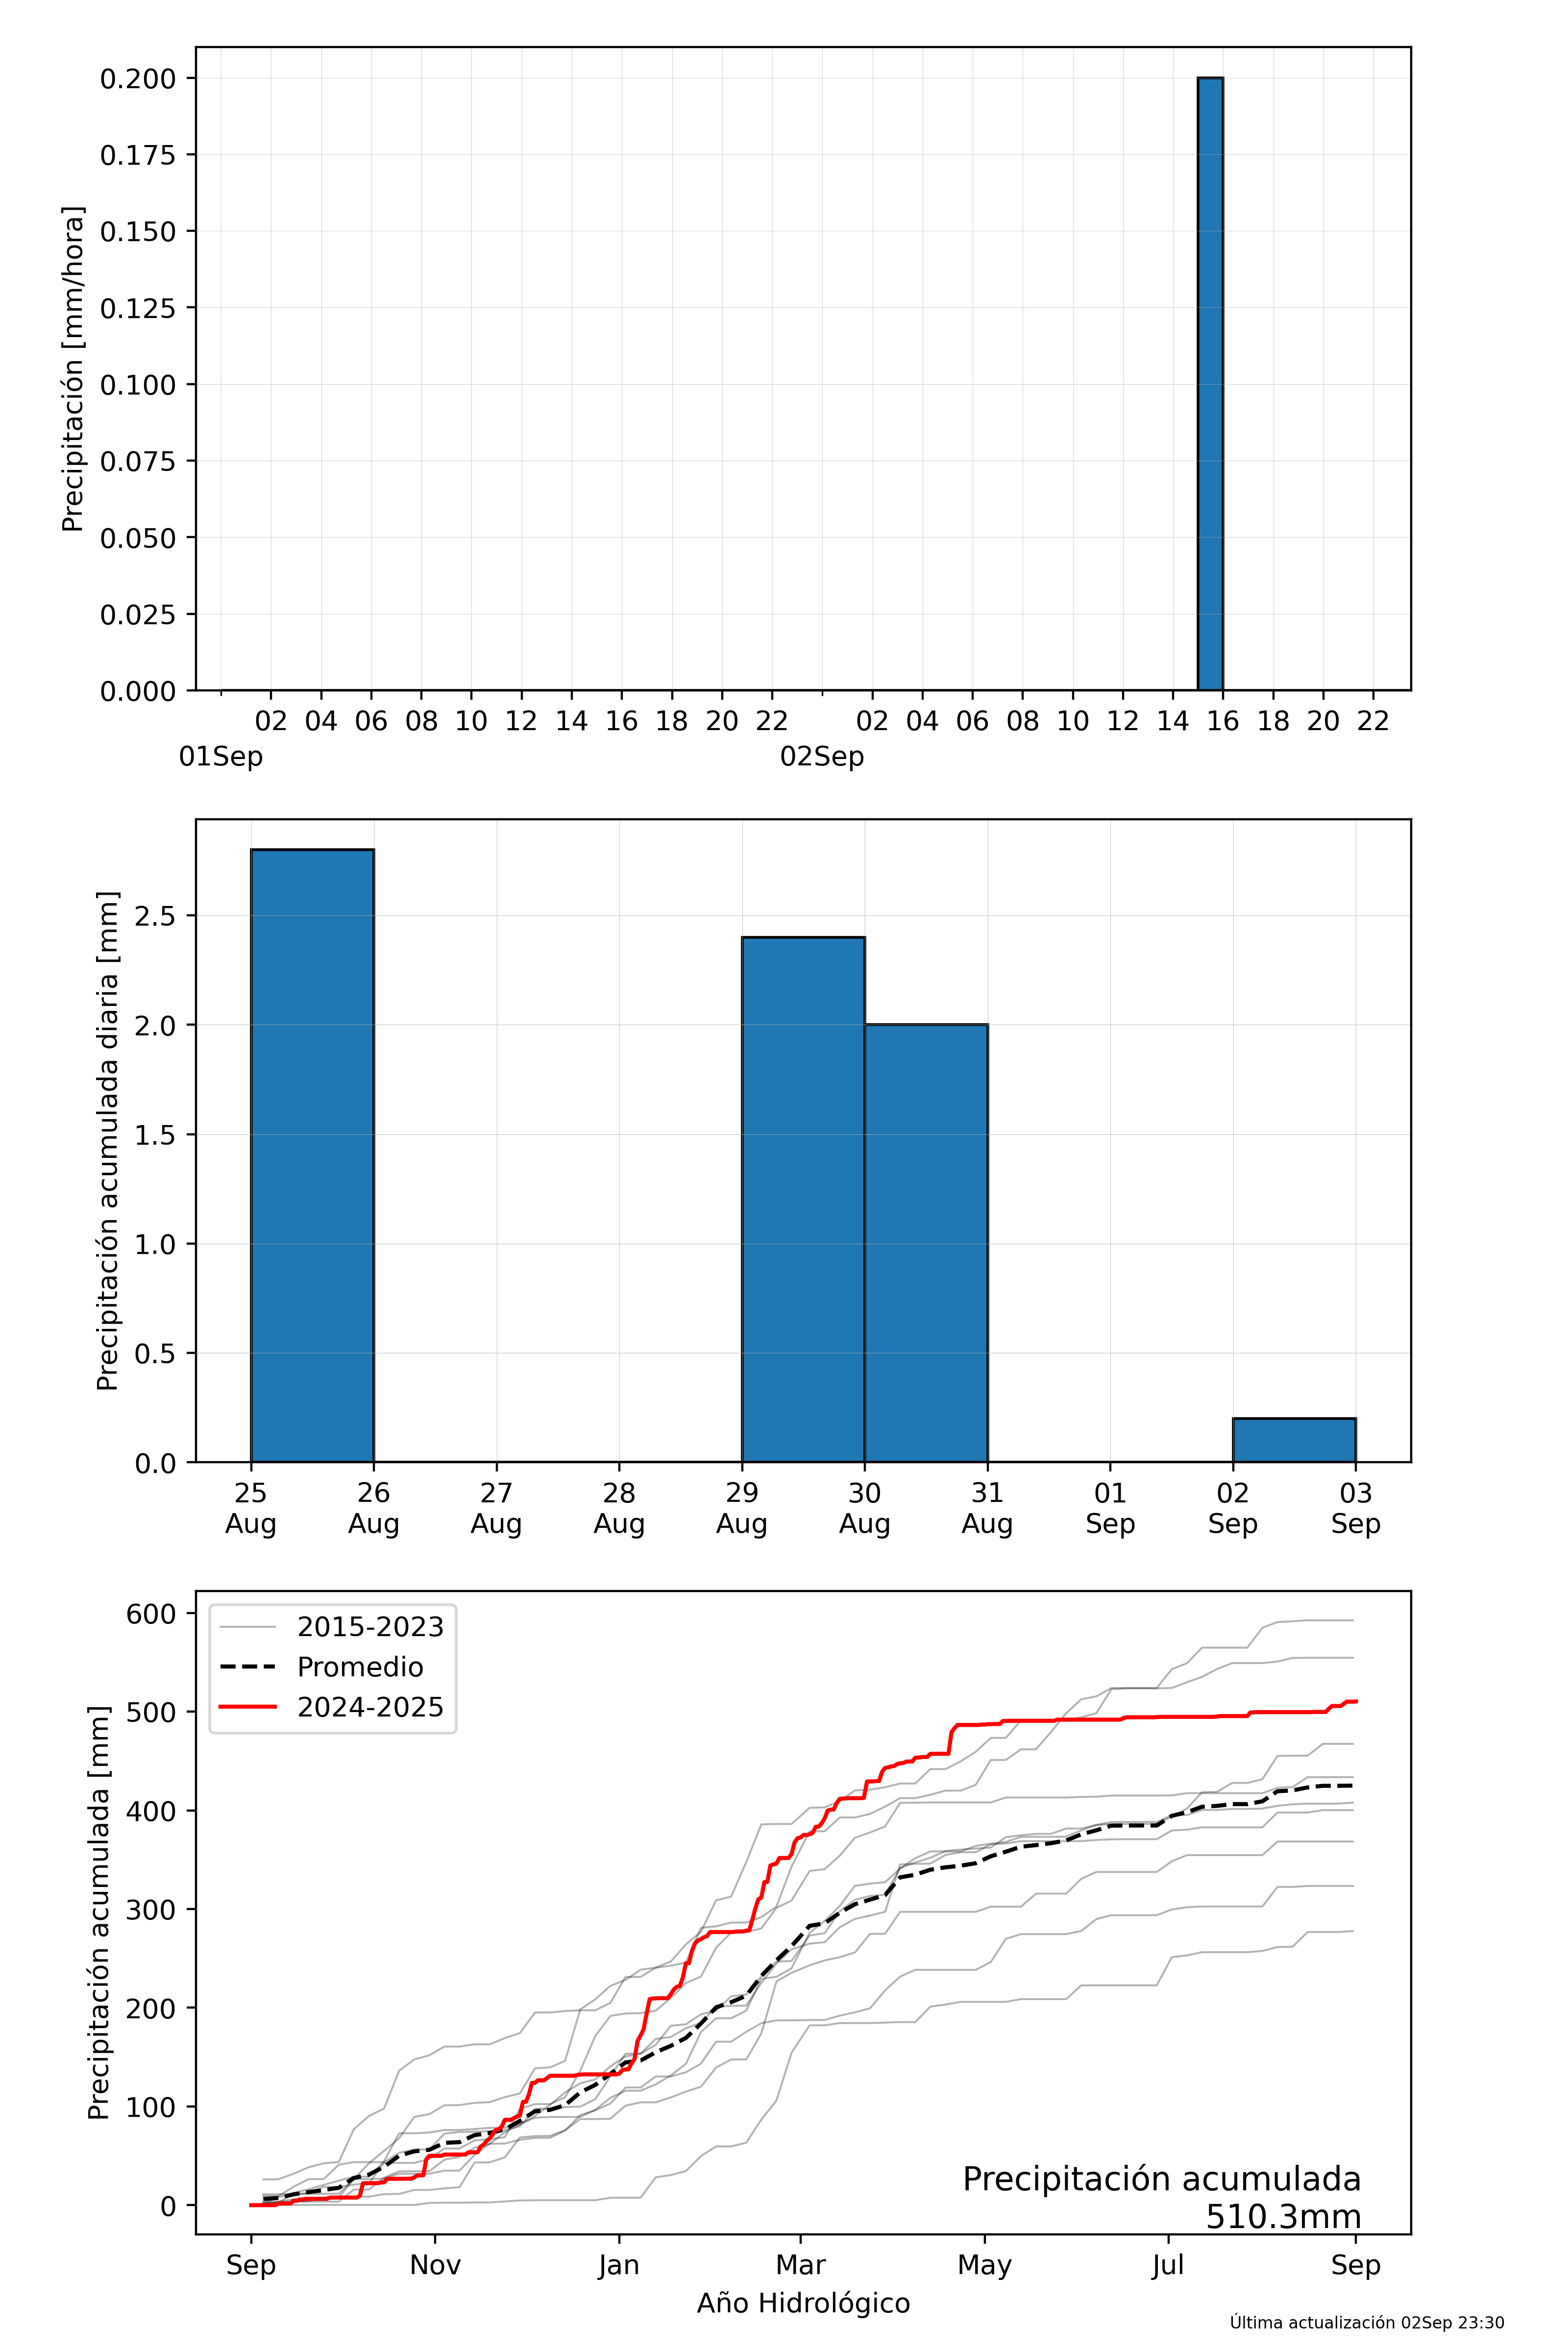 Precipitación [mm/hora]
0.200
0.175
0.150
0.125
0.100
0.075
0.050
0.025
0.000
02 04 06 08 10 12 14 16 18 20 22 02 04 06 08 10 12 14 16 18 20 22
01Sep 02Sep
Precipitación acumulada diaria [mm]
2.5
2.0
1.5
1.0
0.5
0.0
25 26 27 28 29 30 31 01 02 03
Aug Aug Aug Aug Aug Aug Aug Sep Sep Sep
Precipitación acumulada [mm]
600
500
400
300
200
100
0
2015-2023
Promedio
2024-2025
Precipitación acumulada
510.3mm
Sep Nov Jan Mar May Jul Sep
Año Hidrológico
Última actualización 02Sep 23:30